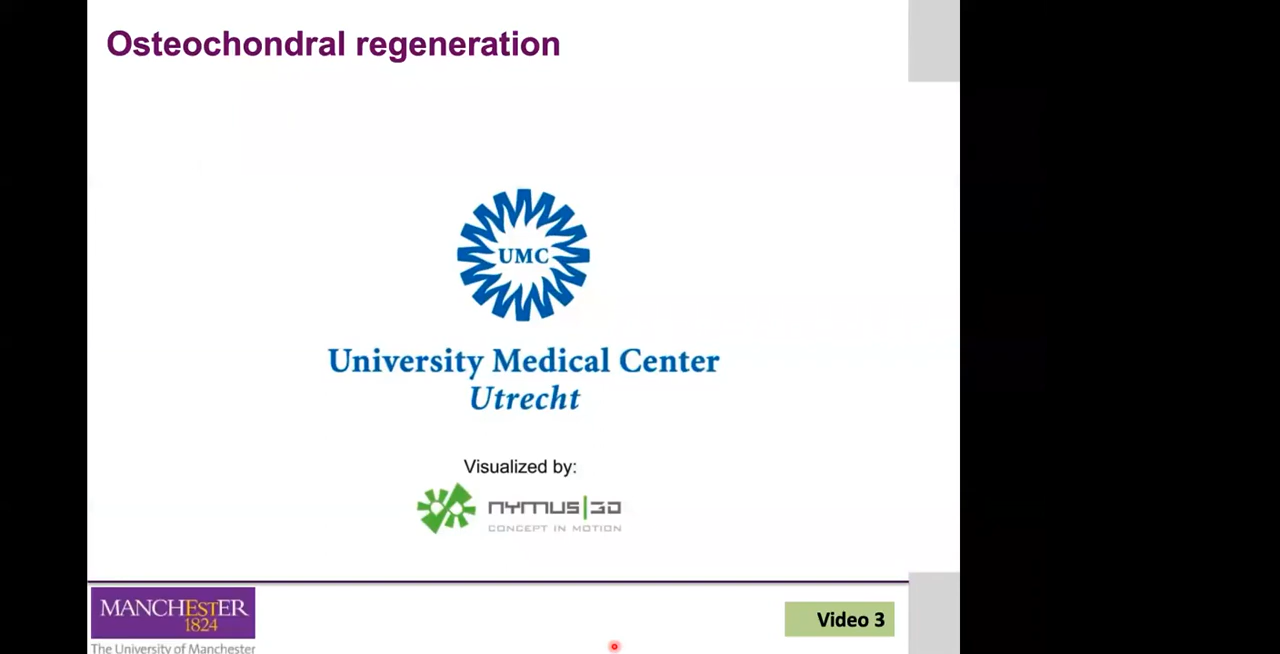 Osteochondral regeneration
UMC
University Medical Center
Utrecht
Visualized by:
NYMUS|3D
CONCEPT IN MOTION
MANCHESTER
1824
The University of Manchester
Video 3